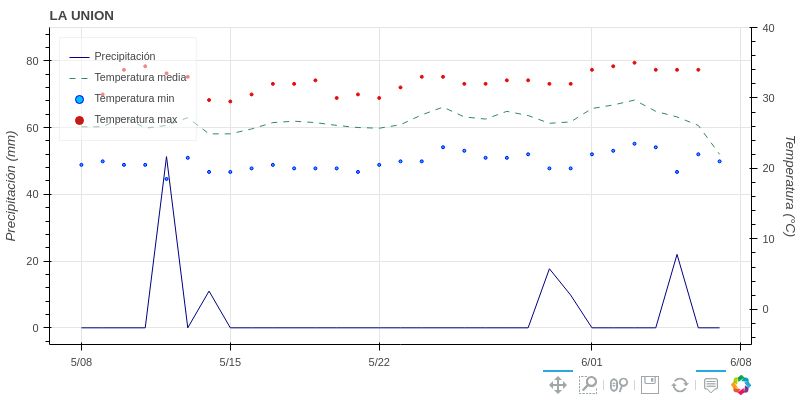 LA UNION
Precipitación
Temperatura media
Temperatura min
Temperatura max
Precipitación (mm)
80
60
40
20
0
Temperatura (°C)
40
30
20
10
0
5/08
5/15
5/22
6/01
6/08